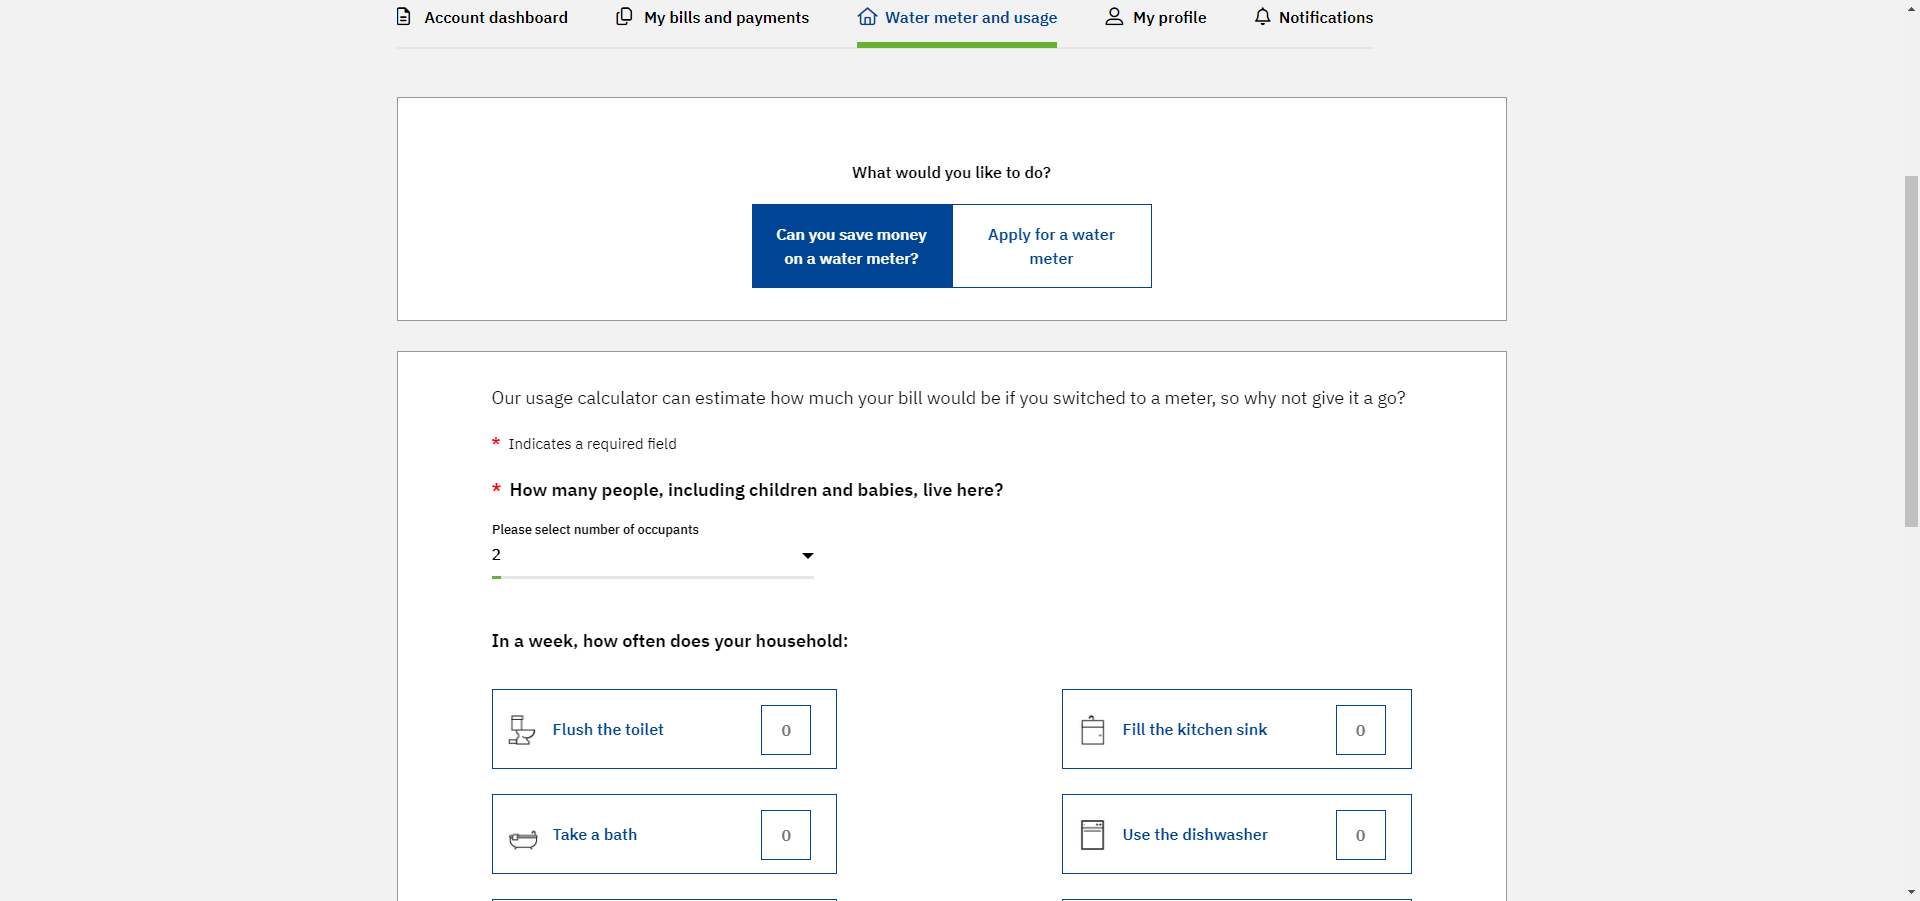 Account dashboard
My bills and payments
Water meter and usage
My profile
Notifications
What would you like to do?
Can you save money
on a water meter?
Apply for a water
meter
Our usage calculator can estimate how much your bill would be if you switched to a meter, so why not give it a go?
* Indicates a required field
* How many people, including children and babies, live here?
Please select number of occupants
2
In a week, how often does your household:
Flush the toilet
0
Fill the kitchen sink
0
Take a bath
0
Use the dishwasher
0